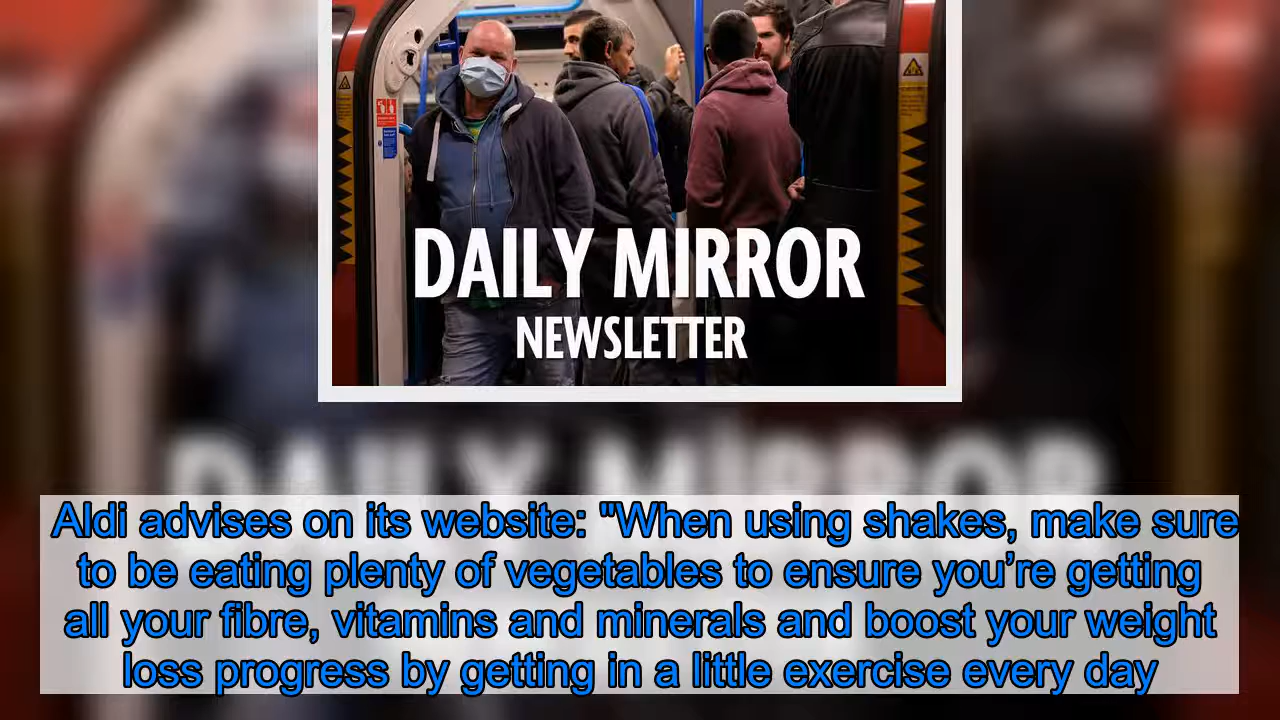 DAILY MIRROR
NEWSLETTER
Aldi advises on its website: "When using shakes, make sure
to be eating plenty of vegetables to ensure you’re getting
all your fibre, vitamins and minerals and boost your weight
loss progress by getting in a little exercise every day